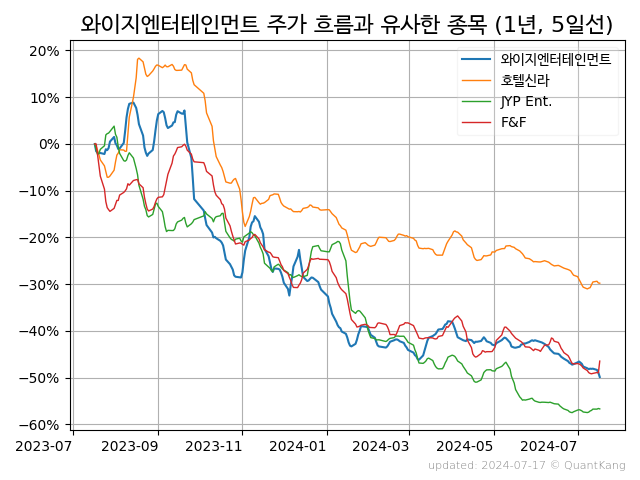 와이지엔터테인먼트 주가 흐름과 유사한 종목 (1년, 5일선)
와이지엔터테인먼트
호텔신라
JYP Ent.
F&F
20%
10%
0%
−10%
−20%
−30%
−40%
−50%
−60%
2023-07 2023-09 2023-11 2024-01 2024-03 2024-05 2024-07
updated: 2024-07-17 © QuantKang